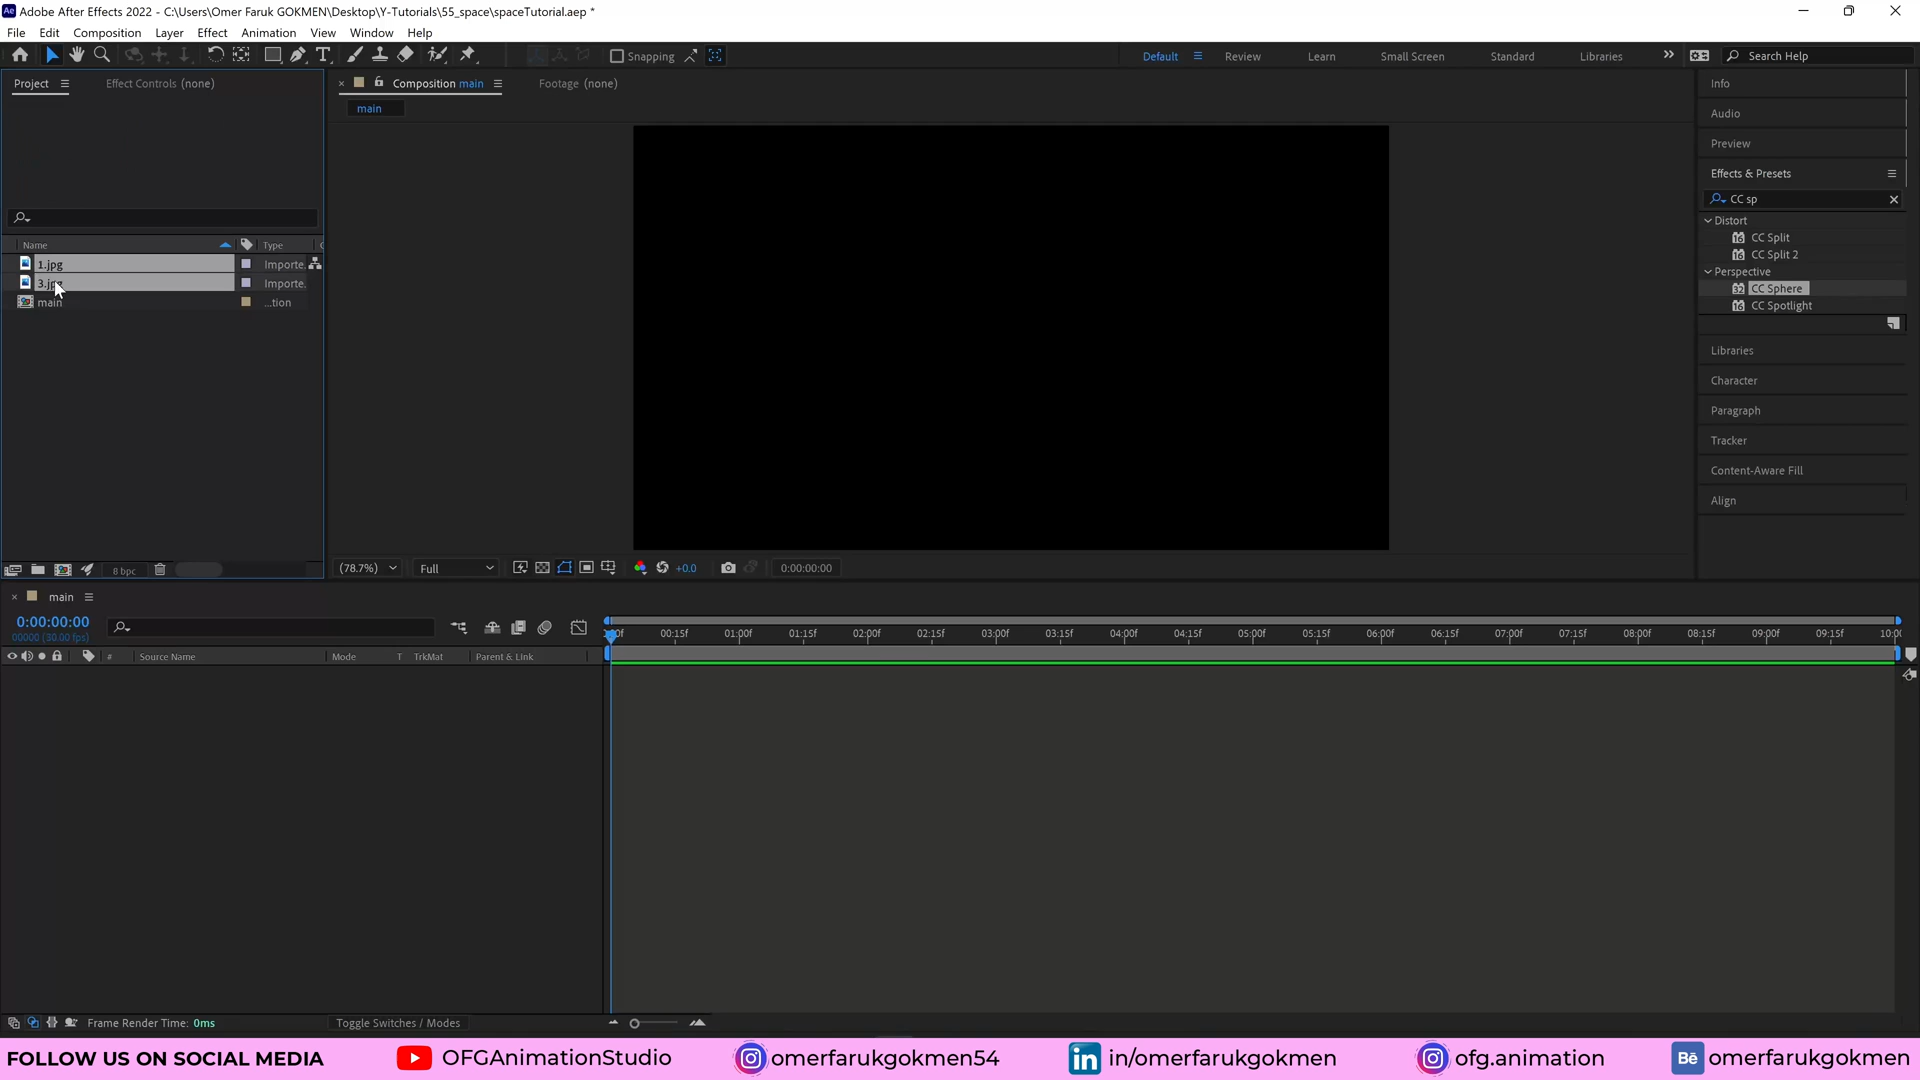 Adobe After Effects 2022 - C:\Users\Omer Faruk GOKMEN\Desktop\Y-Tutorials\55_space\spaceTutorial.aep *
File Edit Composition Layer Effect Animation View Window Help
Snapping
Default Review Learn Small Screen Standard Libraries
Search Help
Project
Effect Controls (none)
Composition main
Footage (none)
main
Name Type
1.jpg Importe.
3.jpg Importe.
main ...tion
8 bpc
(78.7%)
Full
+0.0
0:00:00:00
Info
Audio
Preview
Effects & Presets
CC sp
Distort
CC Split
CC Split 2
Perspective
CC Sphere
CC Spotlight
Libraries
Character
Paragraph
Tracker
Content-Aware Fill
Align
main
0:00:00:00
00000 (30.00 fps)
# Source Name Mode T TrkMat Parent & Link
00:15f 01:00f 01:15f 02:00f 02:15f 03:00f 03:15f 04:00f 04:15f 05:00f 05:15f 06:00f 06:15f 07:00f 07:15f 08:00f 08:15f 09:00f 09:15f
Frame Render Time: 0ms
Toggle Switches / Modes
FOLLOW US ON SOCIAL MEDIA OFGAnimationStudio omerfarukgokmen54 in/omerfarukgokmen ofg.animation Bē omerfarukgokmen